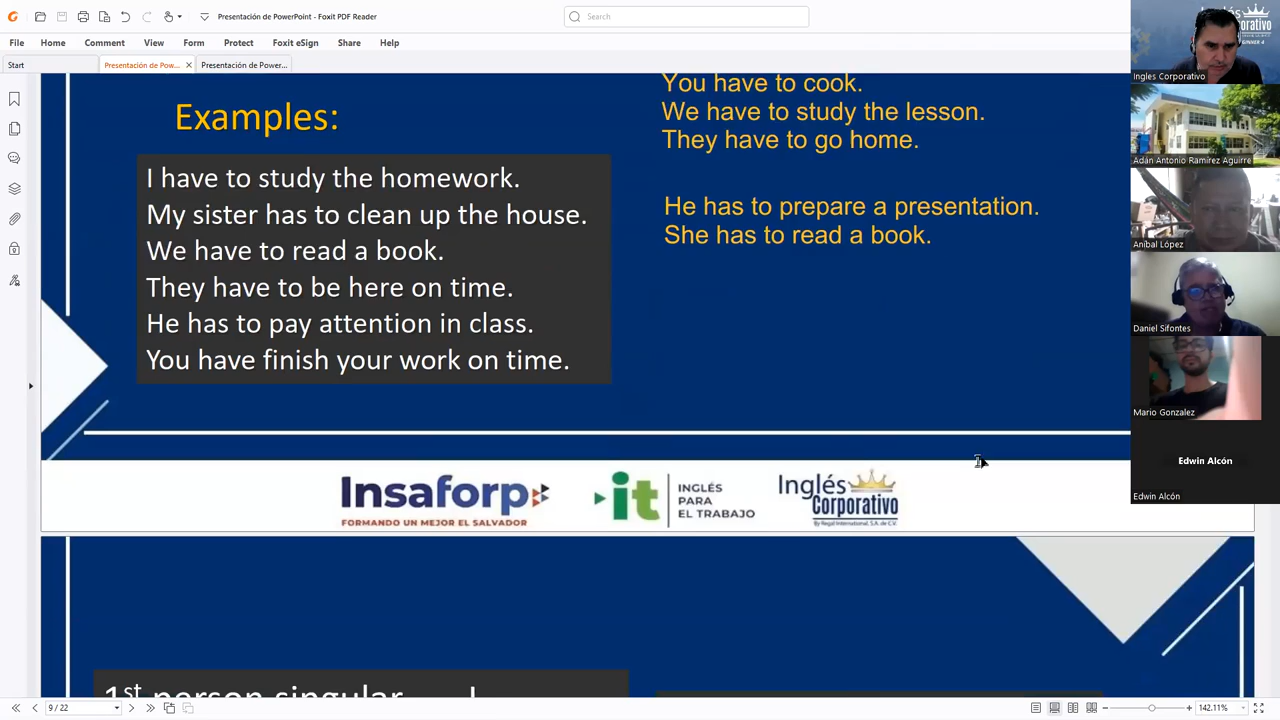 Presentación de PowerPoint - Foxit PDF Reader
Search
File
Home
Comment
View
Form
Protect
Foxit eSign
Share
Help
Start
Presentación de Pow...
Presentación de Power...
Examples:
I have to study the homework.
My sister has to clean up the house.
We have to read a book.
They have to be here on time.
He has to pay attention in class.
You have finish your work on time.
You have to cook.
We have to study the lesson.
They have to go home.
He has to prepare a presentation.
She has to read a book.
Insaforp
FORMANDO UN MEJOR EL SALVADOR
it
INGLÉS
PARA
EL TRABAJO
Inglés
Corporativo
By Regal International, S.A. de C.V.
1st person singular
I
Ingles Corporativo
Adán Antonio Ramírez Aguirre
Aníbal López
Daniel Sifontes
Mario Gonzalez
Edwin Alcón
Edwin Alcón
9 / 22
142.11%